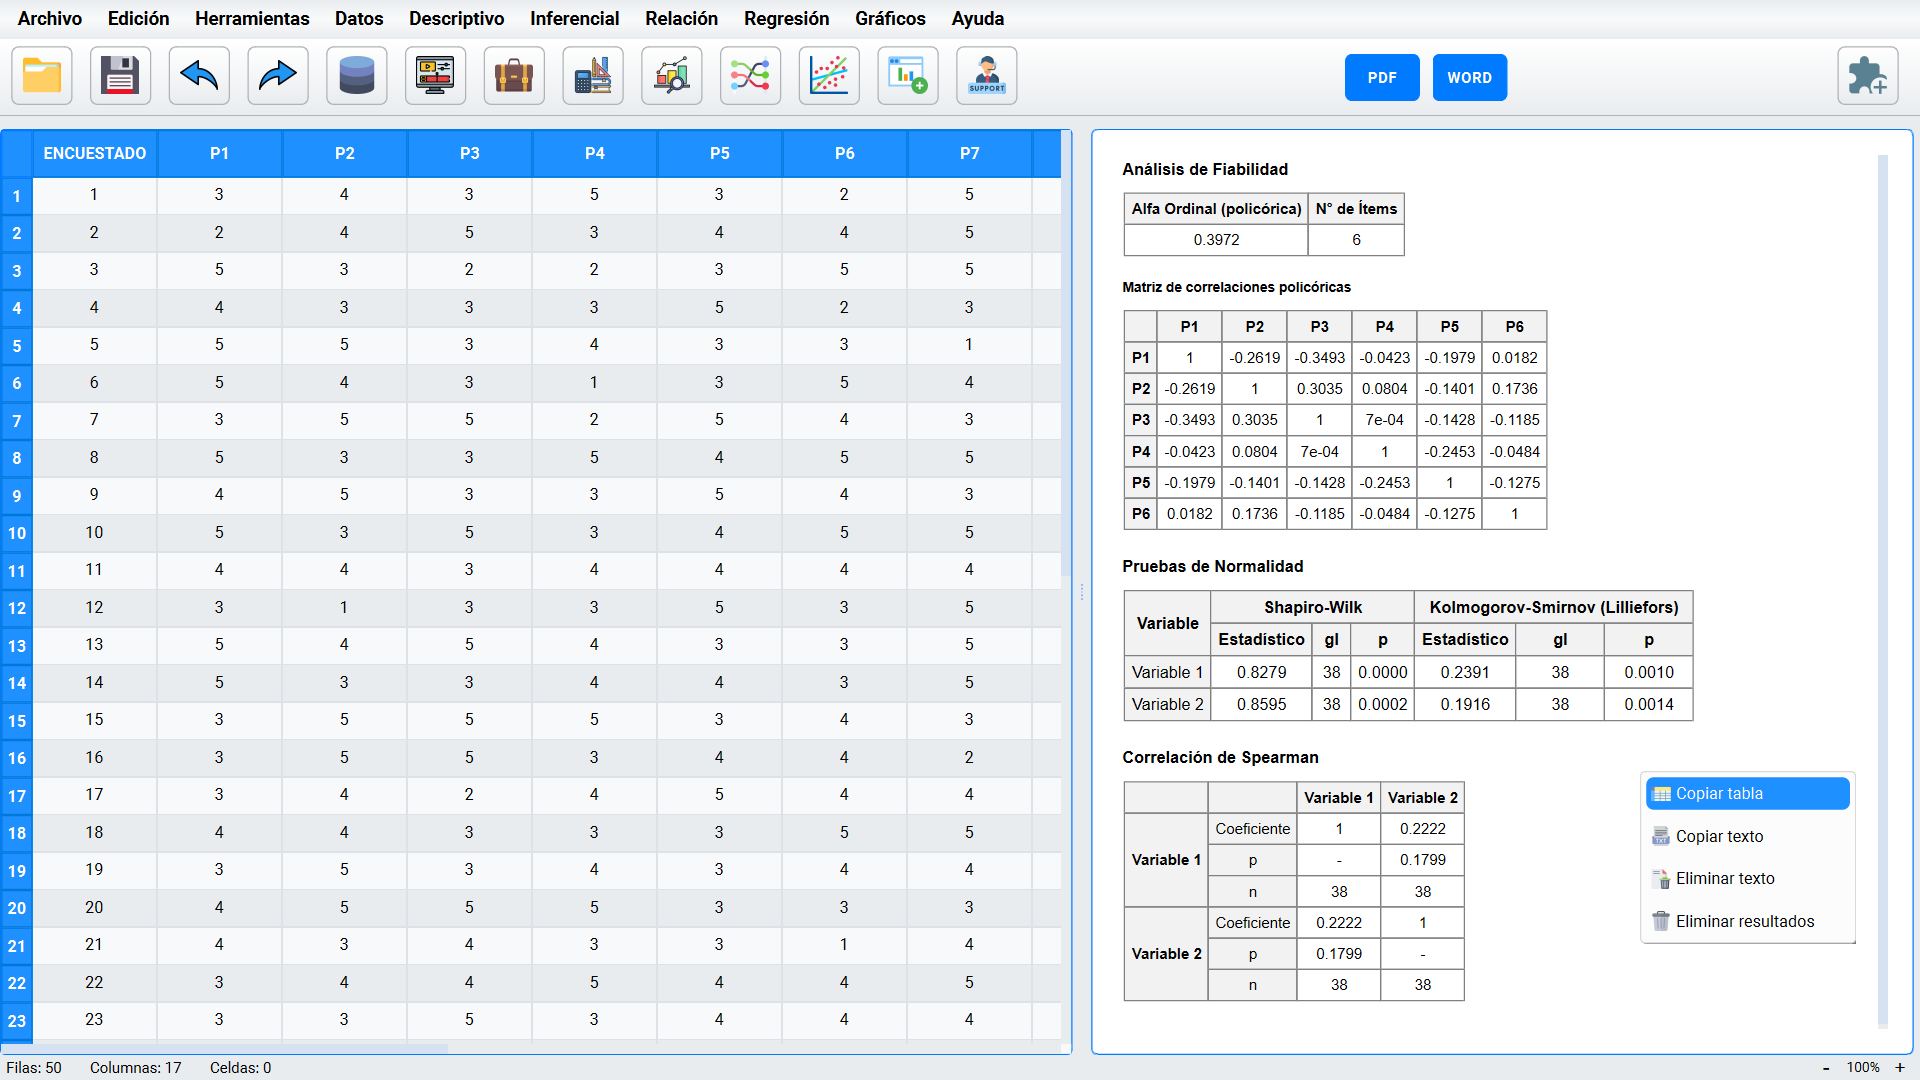 Archivo Edición Herramientas Datos Descriptivo Inferencial Relación Regresión Gráficos Ayuda
SUPPORT
PDF WORD
ENCUESTADO P1 P2 P3 P4 P5 P6 P7
1 1 3 4 3 5 3 2 5
2 2 2 4 5 3 4 4 5
3 3 5 3 2 2 3 5 5
4 4 4 3 3 3 5 2 3
5 5 5 5 3 4 3 3 1
6 6 5 4 3 1 3 5 4
7 7 3 5 5 2 5 4 3
8 8 5 3 3 5 4 5 5
9 9 4 5 3 3 5 4 3
10 10 5 3 5 3 4 5 5
11 11 4 4 3 4 4 4 4
12 12 3 1 3 3 5 3 5
13 13 5 4 5 4 3 3 5
14 14 5 3 3 4 4 3 5
15 15 3 5 5 5 3 4 3
16 16 3 5 5 3 4 4 2
17 17 3 4 2 4 5 4 4
18 18 4 4 3 3 3 5 5
19 19 3 5 3 4 3 4 4
20 20 4 5 5 5 3 3 3
21 21 4 3 4 3 3 1 4
22 22 3 4 4 5 4 4 5
23 23 3 3 5 3 4 4 4
Análisis de Fiabilidad
Alfa Ordinal (policórica) N° de Ítems
0.3972 6
Matriz de correlaciones policóricas
P1 P2 P3 P4 P5 P6
P1 1 -0.2619 -0.3493 -0.0423 -0.1979 0.0182
P2 -0.2619 1 0.3035 0.0804 -0.1401 0.1736
P3 -0.3493 0.3035 1 7e-04 -0.1428 -0.1185
P4 -0.0423 0.0804 7e-04 1 -0.2453 -0.0484
P5 -0.1979 -0.1401 -0.1428 -0.2453 1 -0.1275
P6 0.0182 0.1736 -0.1185 -0.0484 -0.1275 1
Pruebas de Normalidad
Variable Shapiro-Wilk Kolmogorov-Smirnov (Lilliefors)
Estadístico gl p Estadístico gl p
Variable 1 0.8279 38 0.0000 0.2391 38 0.0010
Variable 2 0.8595 38 0.0002 0.1916 38 0.0014
Correlación de Spearman
Variable 1 Variable 2
Variable 1 Coeficiente 1 0.2222
p - 0.1799
n 38 38
Variable 2 Coeficiente 0.2222 1
p 0.1799 -
n 38 38
Copiar tabla
TXT Copiar texto
Eliminar texto
Eliminar resultados
Filas: 50 Columnas: 17 Celdas: 0
- 100% +